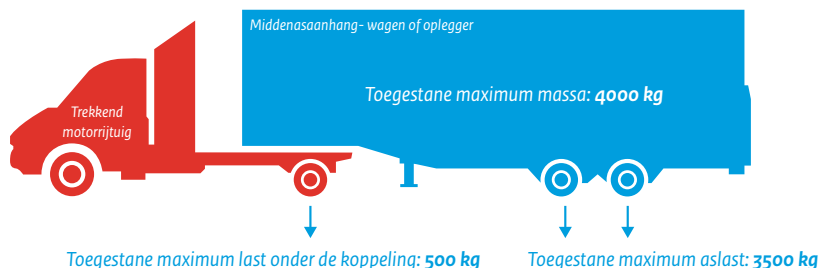 Middenasaanhang- wagen of oplegger
Toegestane maximum massa: 4000 kg
Trekkend
motorrijtuig
Toegestane maximum last onder de koppeling: 500 kg
Toegestane maximum aslast: 3500 kg